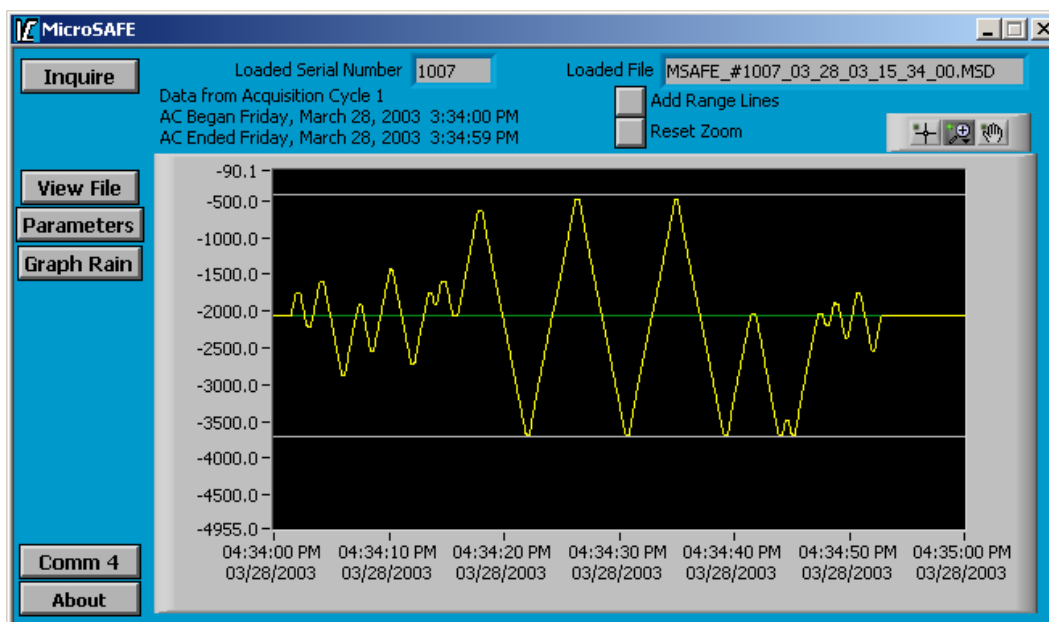 MicroSAFE
Inquire
Loaded Serial Number 1007
Loaded File MSAFE_#1007_03_28_03_15_34_00.MSD
Data from Acquisition Cycle 1
AC Began Friday, March 28, 2003 3:34:00 PM
AC Ended Friday, March 28, 2003 3:34:59 PM
Add Range Lines
Reset Zoom
View File
Parameters
Graph Rain
-90.1
-500.0
-1000.0
-1500.0
-2000.0
-2500.0
-3000.0
-3500.0
-4000.0
-4500.0
-4955.0
04:34:00 PM 04:34:10 PM 04:34:20 PM 04:34:30 PM 04:34:40 PM 04:34:50 PM 04:35:00 PM
03/28/2003 03/28/2003 03/28/2003 03/28/2003 03/28/2003 03/28/2003 03/28/2003
Comm 4
About